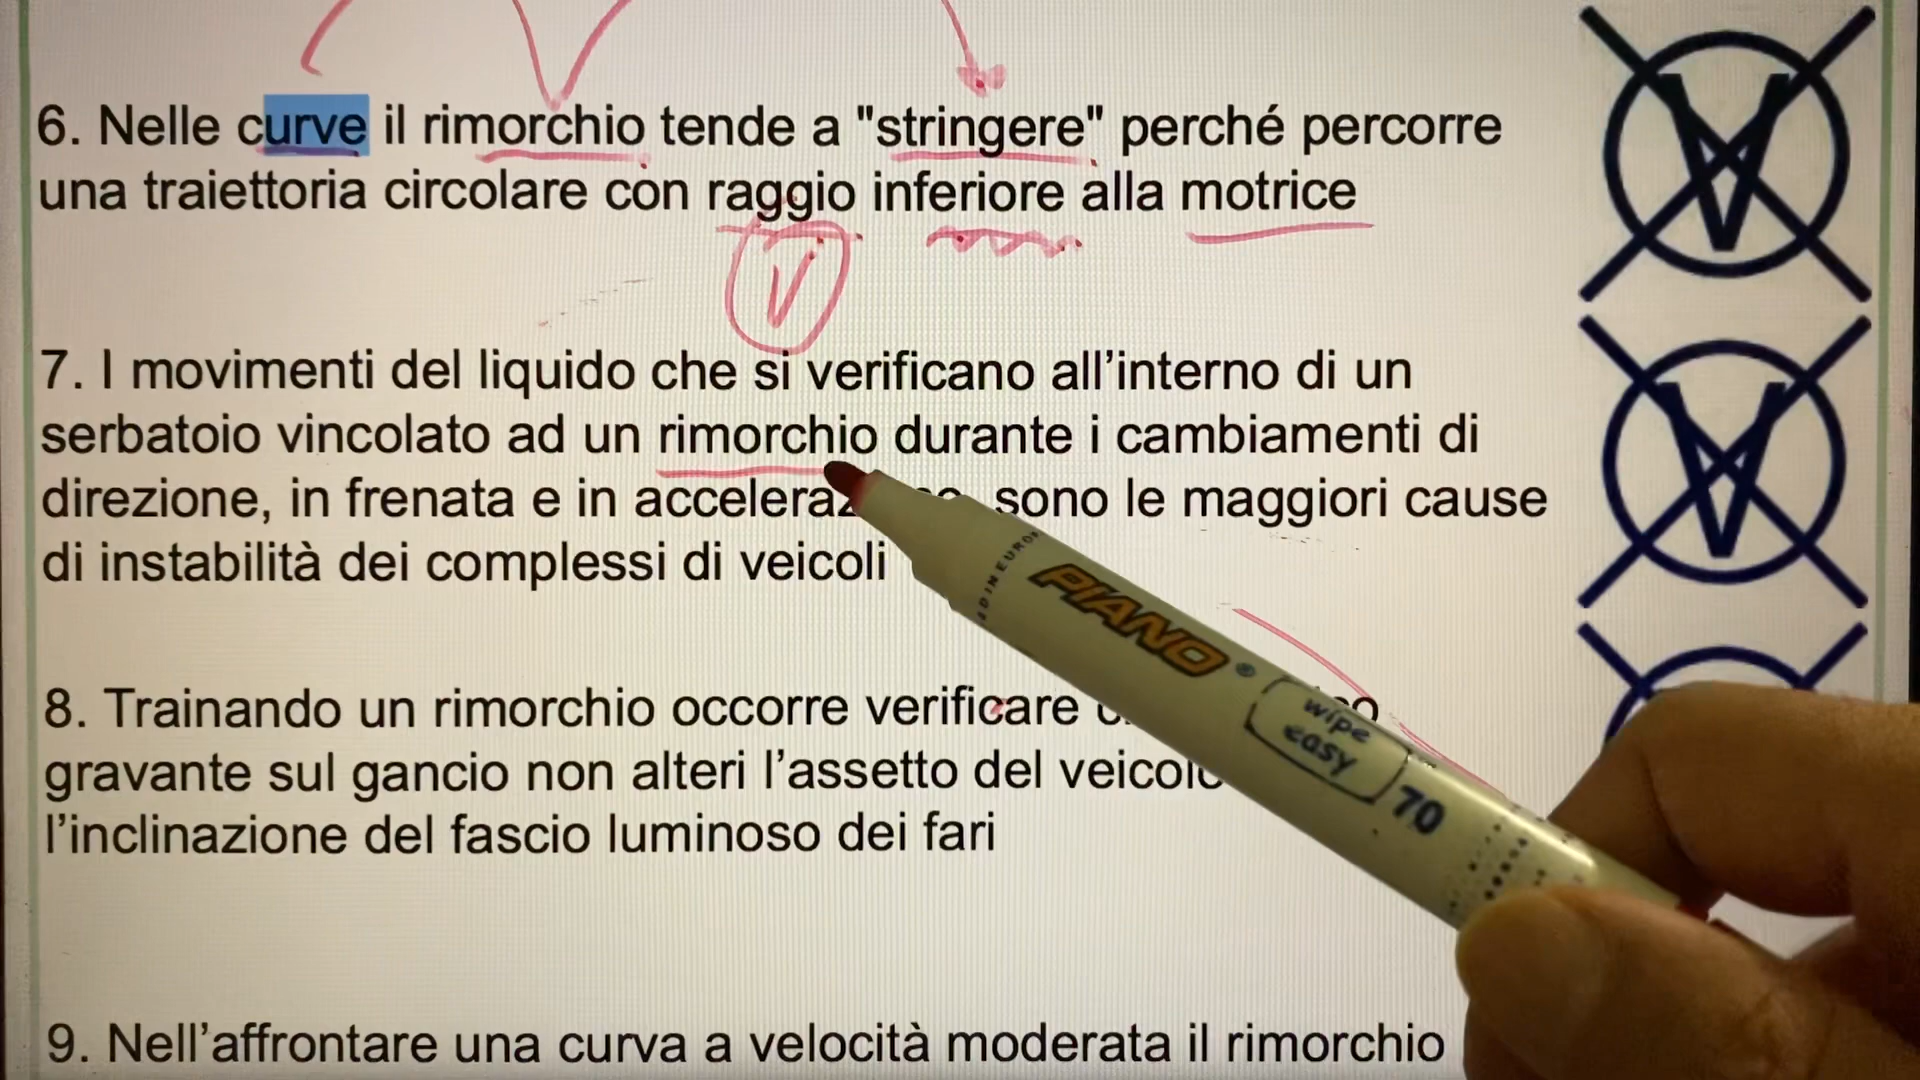 6. Nelle curve il rimorchio tende a "stringere" perché percorre
una traiettoria circolare con raggio inferiore alla motrice
V
V
7. I movimenti del liquido che si verificano all’interno di un
serbatoio vincolato ad un rimorchio durante i cambiamenti di
direzione, in frenata e in sono le maggiori cause
di instabilità dei complessi di veicoli
V
PIANO ®
wipe
easy
70
8. Trainando un rimorchio occorre verificare
gravante sul gancio non alteri l’assetto del
l’inclinazione del fascio luminoso dei fari
9. Nell’affrontare una curva a velocità moderata il rimorchio